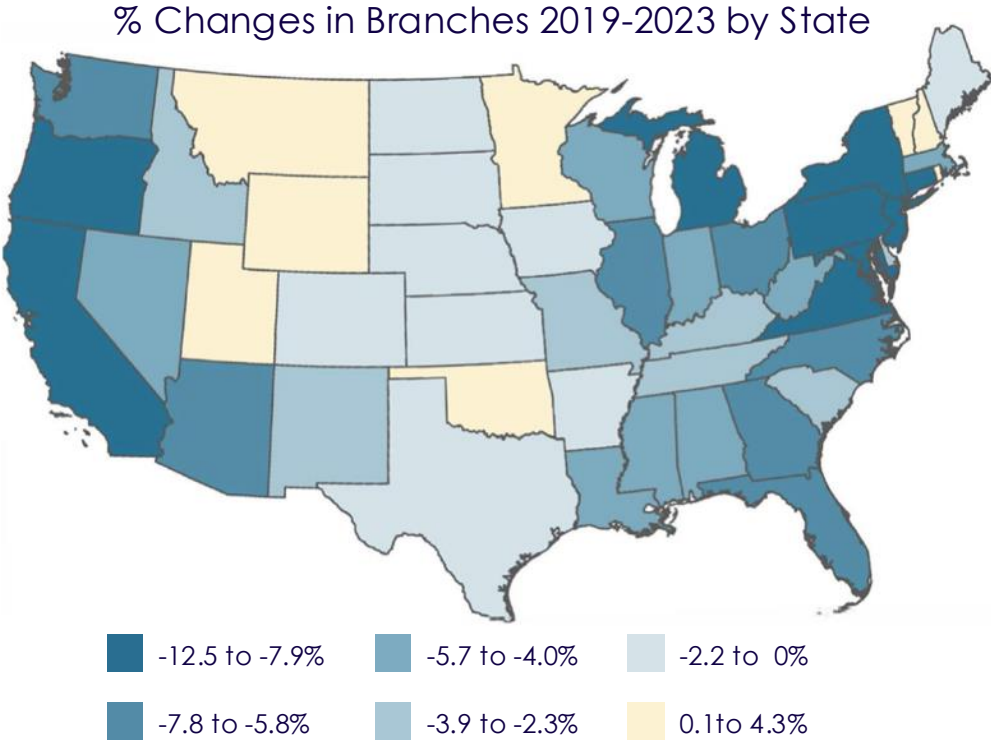 % Changes in Branches 2019-2023 by State
-12.5 to -7.9%
-5.7 to -4.0%
-2.2 to 0%
-7.8 to -5.8%
-3.9 to -2.3%
0.1to 4.3%